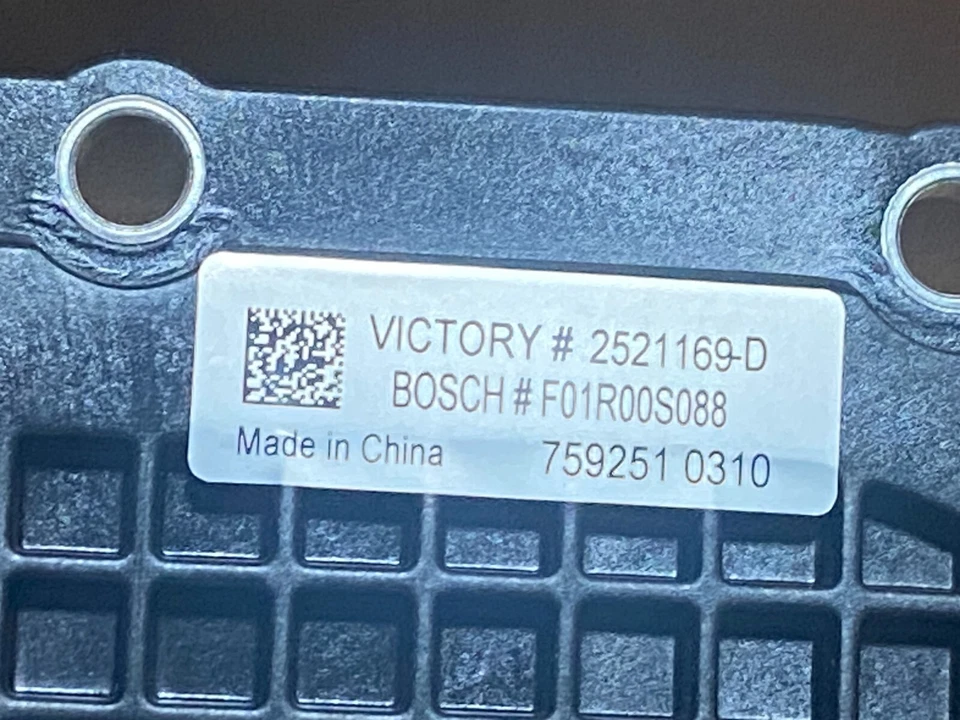 VICTORY # 2521169-D
BOSCH # F01R00S088
Made in China 759251 0310